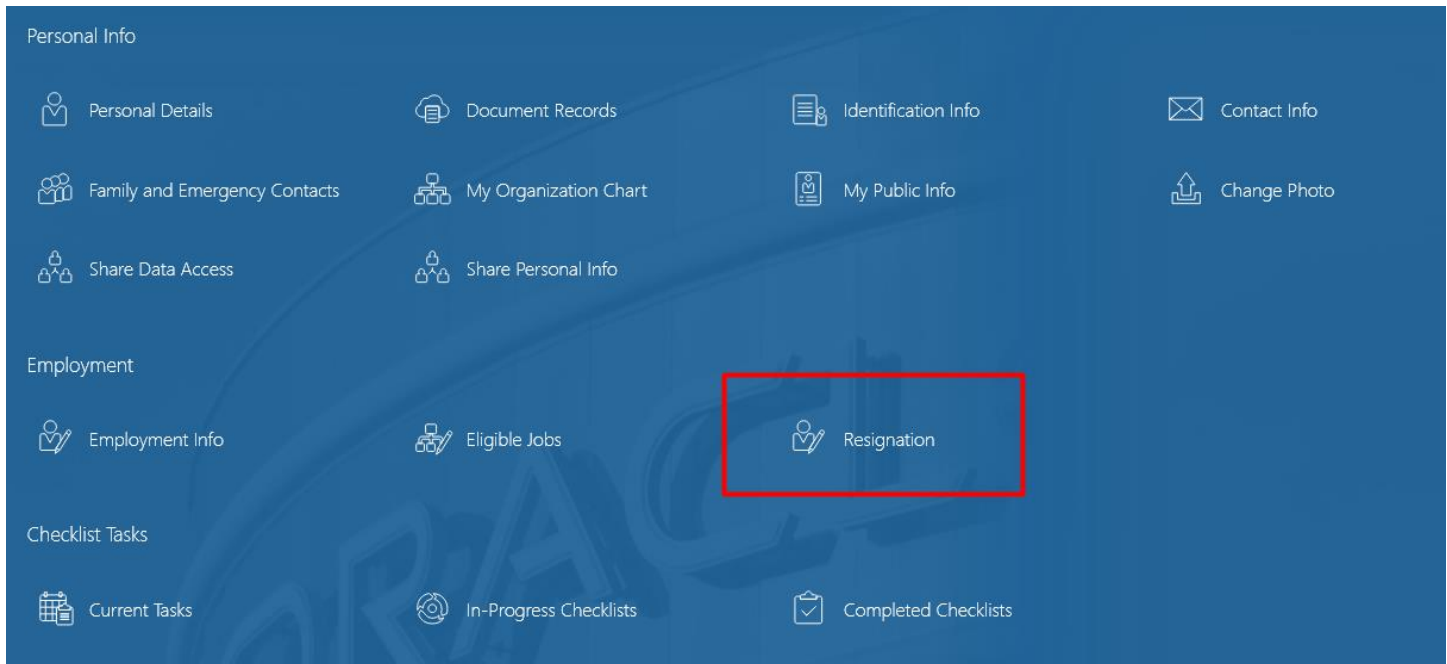 Personal Info
Personal Details
Document Records
Identification Info
Contact Info
Family and Emergency Contacts
My Organization Chart
My Public Info
Change Photo
Share Data Access
Share Personal Info
Employment
Employment Info
Eligible Jobs
Resignation
Checklist Tasks
Current Tasks
In-Progress Checklists
Completed Checklists
ORACL